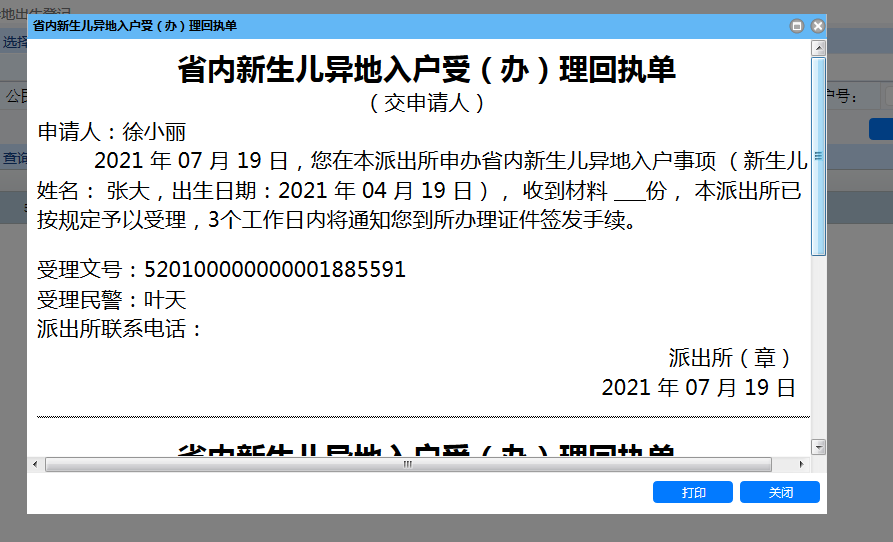 地出生登记
省内新生儿异地入户受（办）理回执单
选择
省内新生儿异地入户受（办）理回执单
（交申请人）
公民
户号：
申请人：徐小丽
2021 年 07 月 19 日，您在本派出所申办省内新生儿异地入户事项 （新生儿
查询
姓名： 张大，出生日期：2021 年 04 月 19 日）， 收到材料 ___份， 本派出所已
按规定予以受理，3个工作日内将通知您到所办理证件签发手续。
受理文号：520100000000001885591
受理民警：叶天
派出所联系电话：
派出所（章）
2021 年 07 月 19 日
省内新生儿异地入户受（办）理回执单
打印
关闭